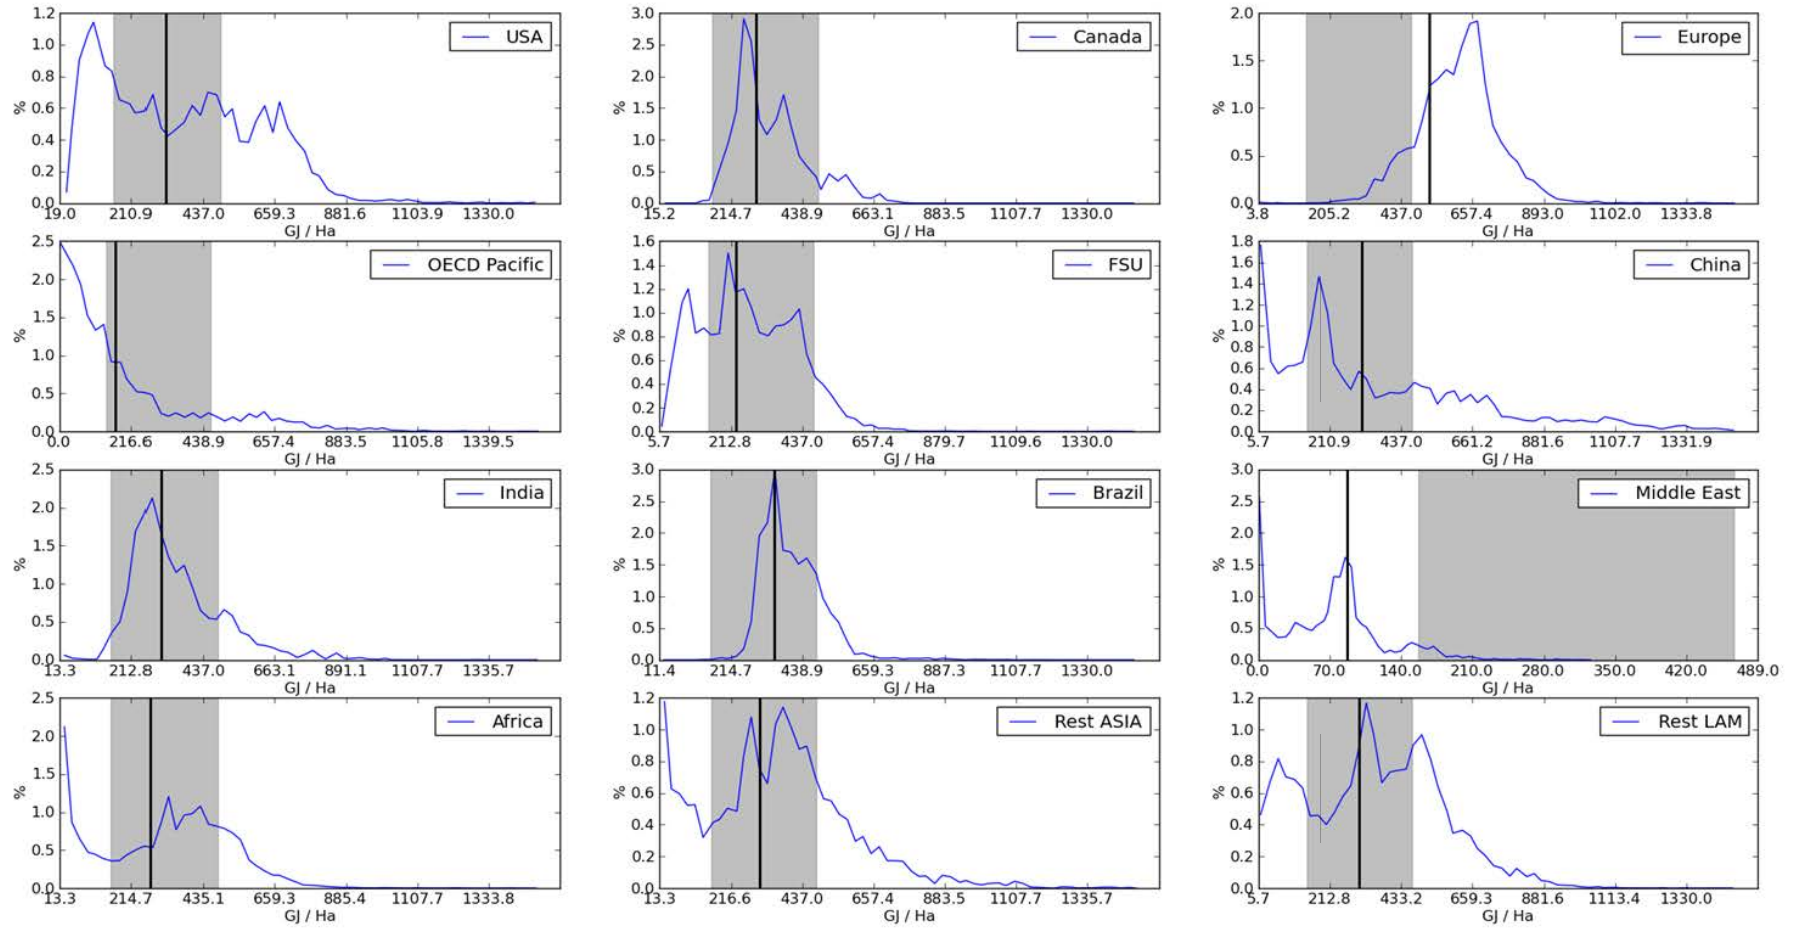 USA
1.2
1.0
0.8
0.6
0.4
0.2
0.0
%
19.0 210.9 437.0 659.3 881.6 1103.9 1330.0
GJ / Ha
Canada
3.0
2.5
2.0
1.5
1.0
0.5
0.0
%
15.2 214.7 438.9 663.1 883.5 1107.7 1330.0
GJ / Ha
Europe
2.0
1.5
1.0
0.5
0.0
%
3.8 205.2 437.0 657.4 893.0 1102.0 1333.8
GJ / Ha
OECD Pacific
2.5
2.0
1.5
1.0
0.5
0.0
%
0.0 216.6 438.9 657.4 883.5 1105.8 1339.5
GJ / Ha
FSU
1.6
1.4
1.2
1.0
0.8
0.6
0.4
0.2
0.0
%
5.7 212.8 437.0 657.4 879.7 1109.6 1330.0
GJ / Ha
China
1.8
1.6
1.4
1.2
1.0
0.8
0.6
0.4
0.2
0.0
%
5.7 210.9 437.0 661.2 881.6 1107.7 1331.9
GJ / Ha
India
2.5
2.0
1.5
1.0
0.5
0.0
%
13.3 212.8 437.0 663.1 891.1 1107.7 1335.7
GJ / Ha
Brazil
3.0
2.5
2.0
1.5
1.0
0.5
0.0
%
11.4 214.7 438.9 659.3 887.3 1107.7 1330.0
GJ / Ha
Middle East
3.0
2.5
2.0
1.5
1.0
0.5
0.0
%
0.0 70.0 140.0 210.0 280.0 350.0 420.0 489.0
GJ / Ha
Africa
2.5
2.0
1.5
1.0
0.5
0.0
%
13.3 214.7 435.1 659.3 885.4 1107.7 1333.8
GJ / Ha
Rest ASIA
1.2
1.0
0.8
0.6
0.4
0.2
0.0
%
13.3 216.6 437.0 657.4 883.5 1107.7 1335.7
GJ / Ha
Rest LAM
1.2
1.0
0.8
0.6
0.4
0.2
0.0
%
5.7 212.8 433.2 659.3 881.6 1113.4 1330.0
GJ / Ha